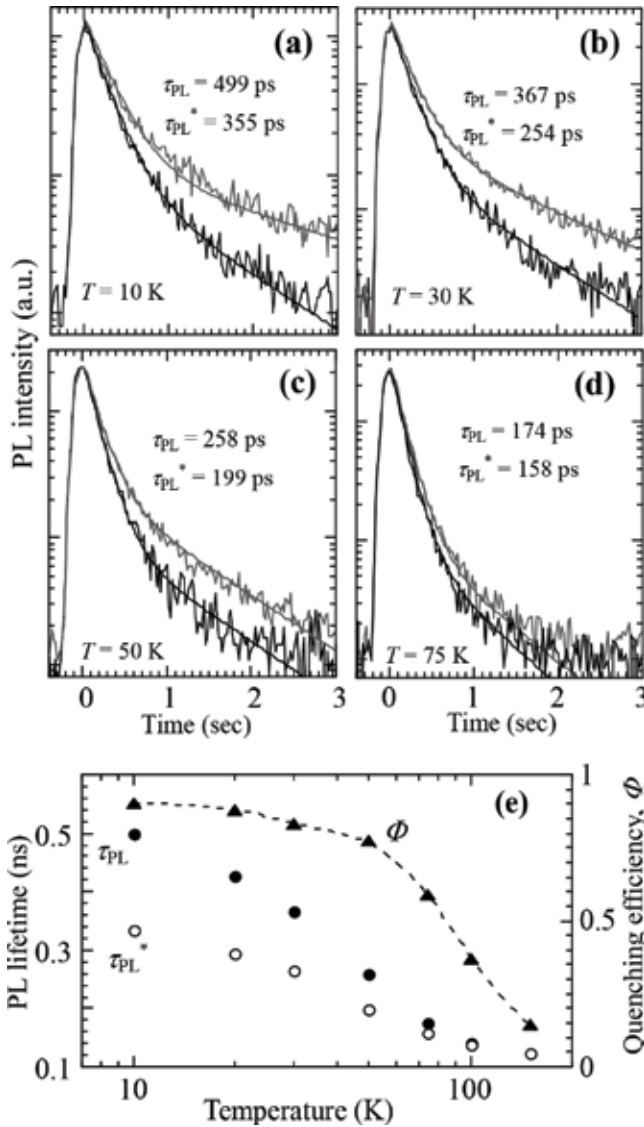 (a)
τPL = 499 ps
τPL* = 355 ps
T = 10 K
(b)
τPL = 367 ps
τPL* = 254 ps
T = 30 K
PL intensity (a.u.)
(c)
τPL = 258 ps
τPL* = 199 ps
T = 50 K
(d)
τPL = 174 ps
τPL* = 158 ps
T = 75 K
0 1 2 3
0 1 2 3
Time (sec)
Time (sec)
(e)
PL lifetime (ns)
0.5
0.3
0.1
τPL
τPL*
Φ
1
0.5
0
Quenching efficiency, Φ
10 100
Temperature (K)